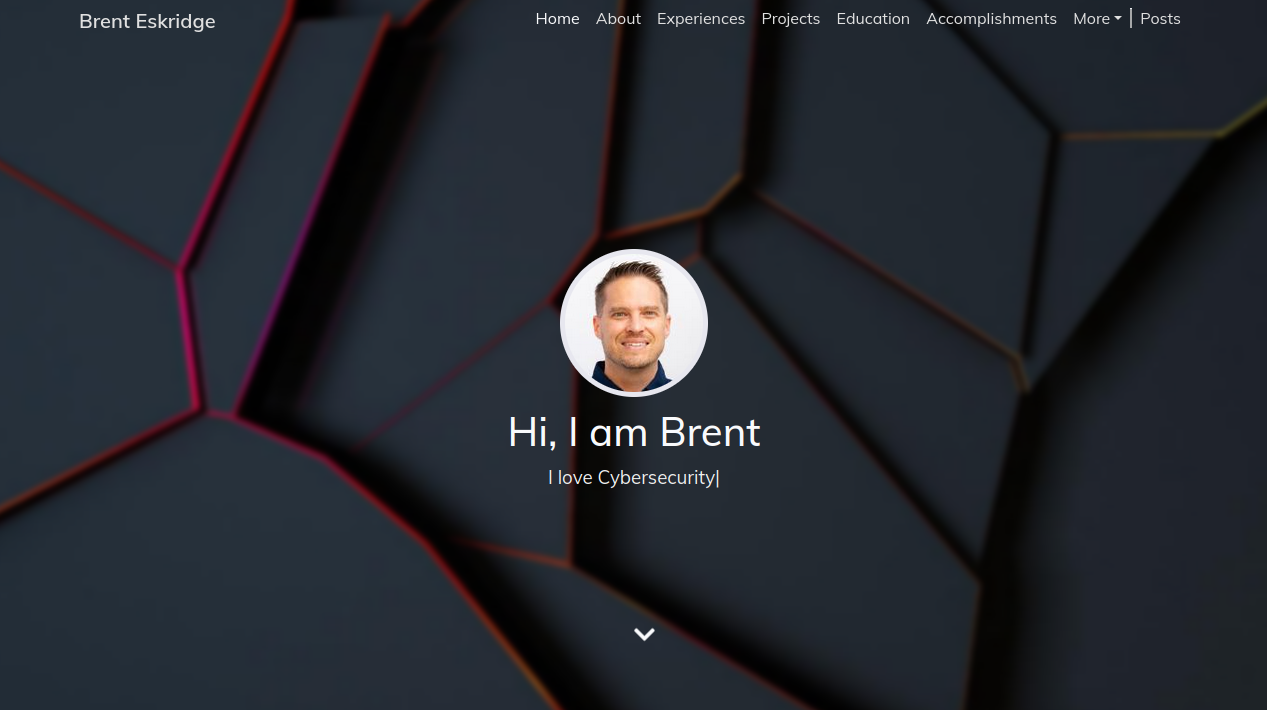 Brent Eskridge
Home About Experiences Projects Education Accomplishments More Posts
Hi, I am Brent
I love Cybersecurity|